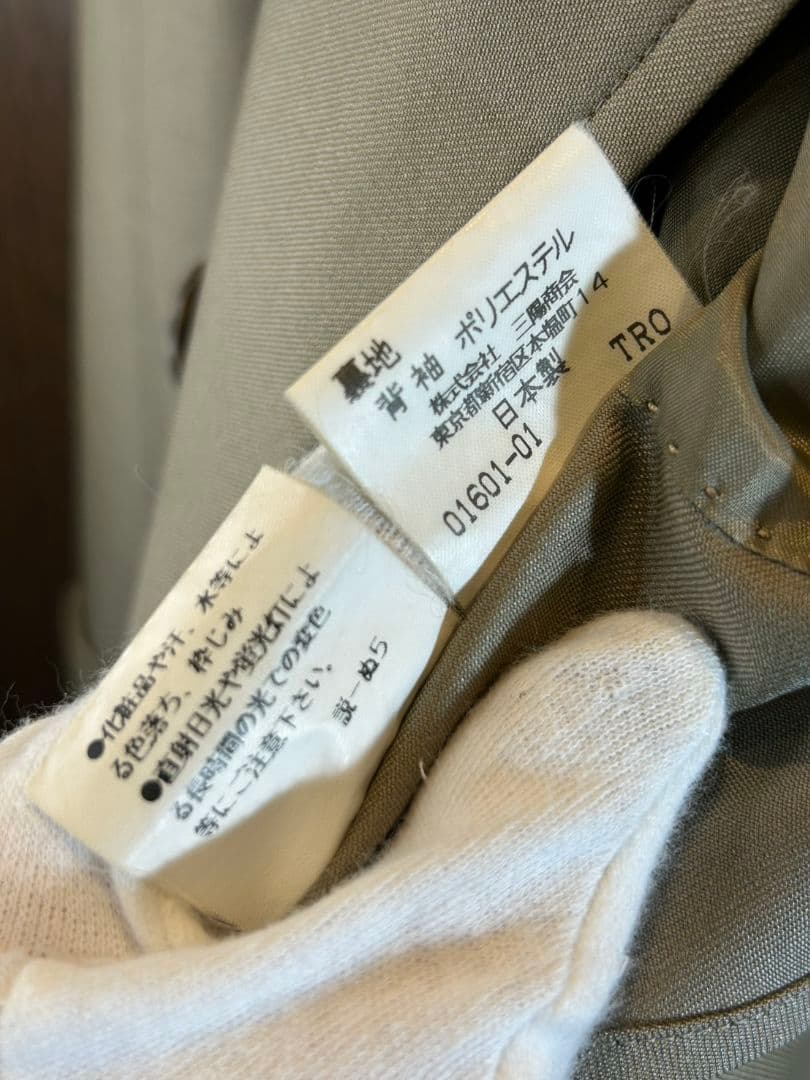 裏地
背 袖 ポリエステル
株式会社 三陽商会
東京都新宿区本塩町14
日本製
01601-01 TRO
●化粧品や汗、水等によ
る色落ち、枠じみ
●直射日光や蛍光灯によ
る長時間の光での変色
等にご注意下さい。
説-ぬ5